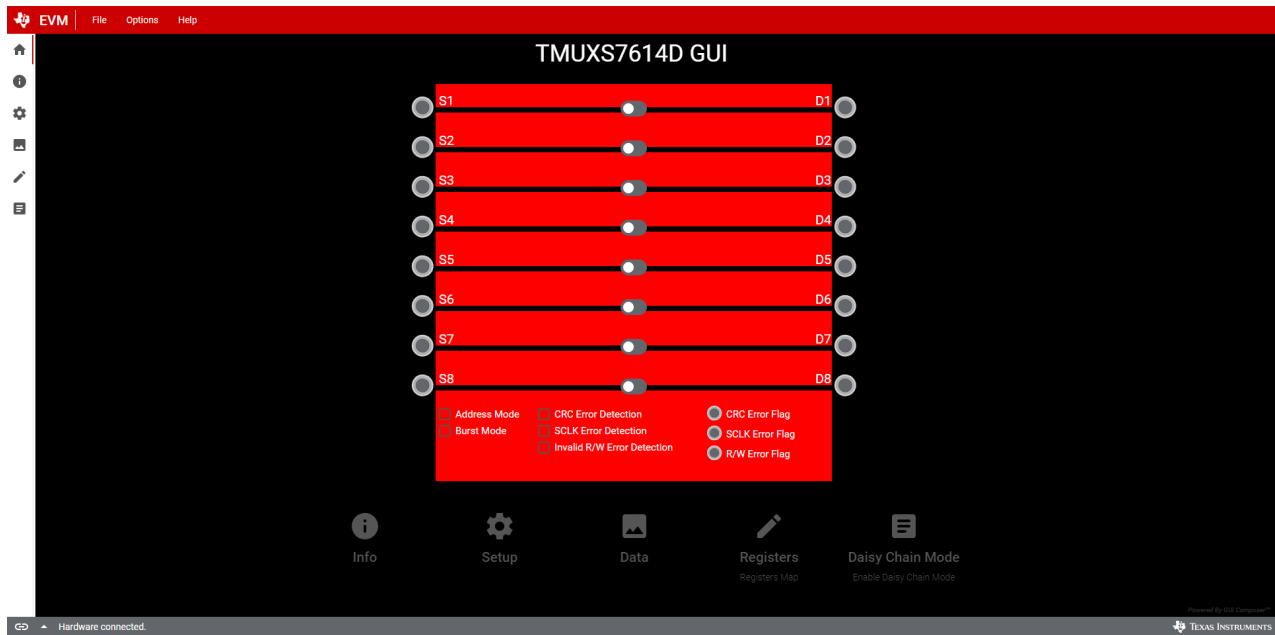 EVM File Options Help
TMUXS7614D GUI
S1 D1
S2 D2
S3 D3
S4 D4
S5 D5
S6 D6
S7 D7
S8 D8
Address Mode CRC Error Detection CRC Error Flag
Burst Mode SCLK Error Detection SCLK Error Flag
Invalid R/W Error Detection R/W Error Flag
Info Setup Data Registers Daisy Chain Mode
Registers Map Enable Daisy Chain Mode
Powered By GUI Composer™
Hardware connected. TEXAS INSTRUMENTS